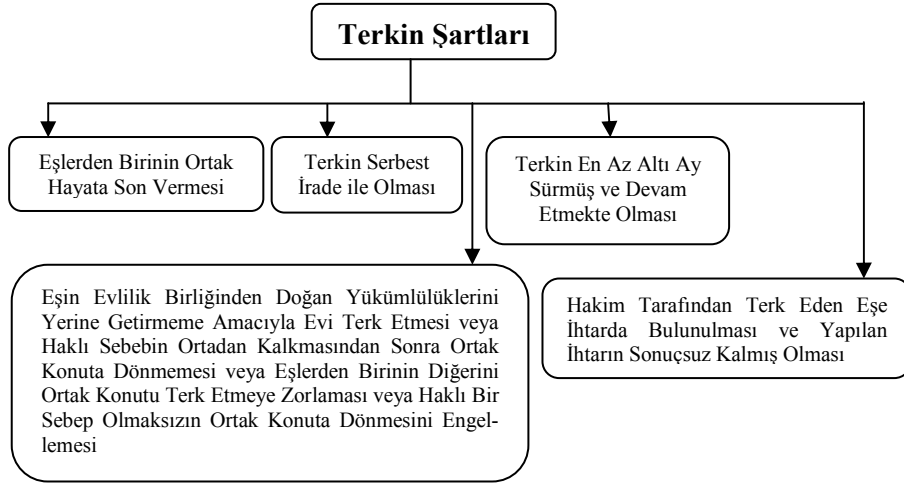 Terkin Şartları
Eşlerden Birinin Ortak
Hayata Son Vermesi
Terkin Serbest
İrade ile Olması
Terkin En Az Altı Ay
Sürmüş ve Devam
Etmekte Olması
Eşin Evlilik Birliğinden Doğan Yükümlülüklerini
Yerine Getirmeme Amacıyla Evi Terk Etmesi veya
Haklı Sebebin Ortadan Kalkmasından Sonra Ortak
Konuta Dönmemesi veya Eşlerden Birinin Diğerini
Ortak Konutu Terk Etmeye Zorlaması veya Haklı Bir
Sebep Olmaksızın Ortak Konuta Dönmesini Engel-
lemesi
Hakim Tarafından Terk Eden Eşe
İhtarda Bulunulması ve Yapılan
İhtarın Sonuçsuz Kalmış Olması